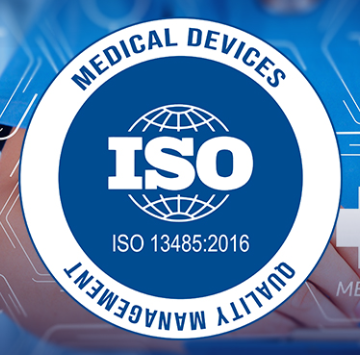 MEDICAL DEVICES
ISO
ISO 13485:2016
QUALITY MANAGEMENT